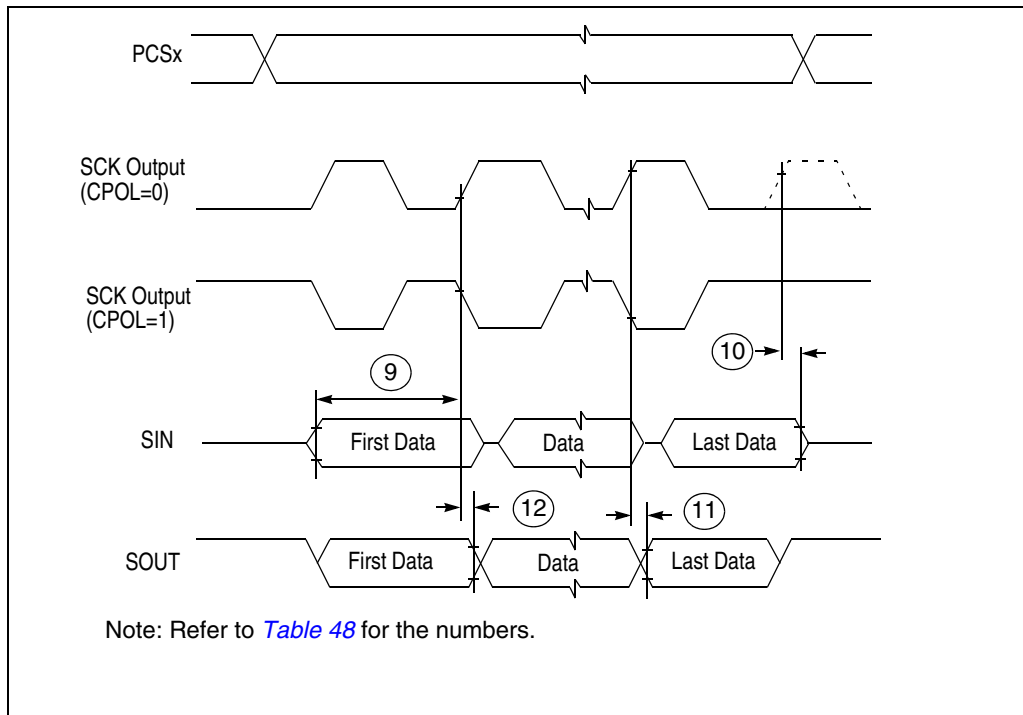 PCSx
SCK Output
(CPOL=0)
SCK Output
(CPOL=1)
10
9
SIN
First Data
Data
Last Data
12
11
SOUT
First Data
Data
Last Data
Note: Refer to Table 48 for the numbers.